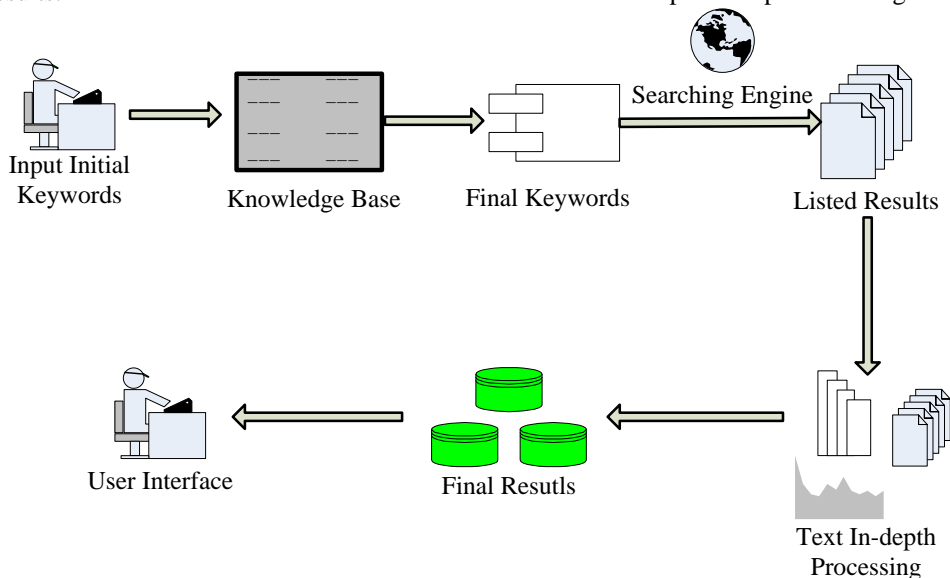 Searching Engine
Input Initial
Keywords
Knowledge Base
Final Keywords
Listed Results
User Interface
Final Resutls
Text In-depth
Processing